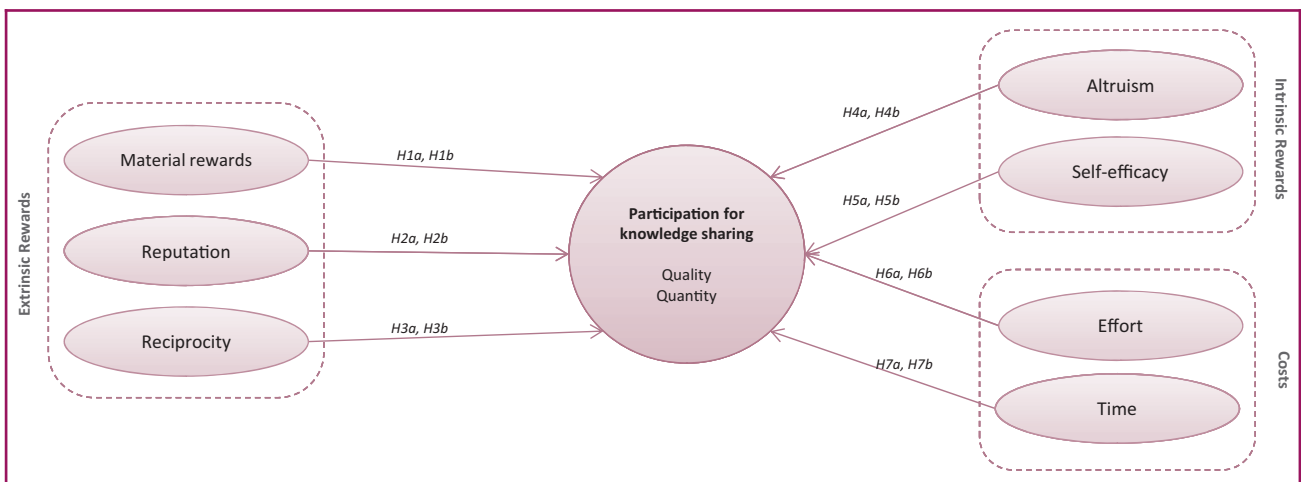 Extrinsic Rewards
Material rewards
Reputation
Reciprocity
H1a, H1b
H2a, H2b
H3a, H3b
Participation for
knowledge sharing
Quality
Quantity
H4a, H4b
H5a, H5b
H6a, H6b
H7a, H7b
Altruism
Self-efficacy
Intrinsic Rewards
Effort
Time
Costs